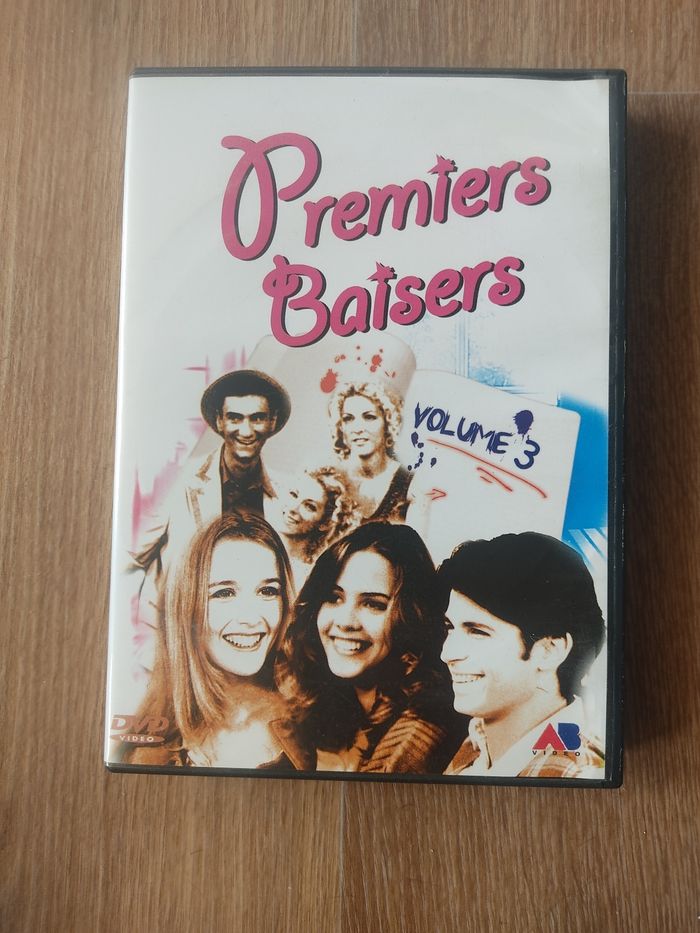 Premiers
Baisers
VOLUME 3
DVD
VIDEO
AB
VIDEO